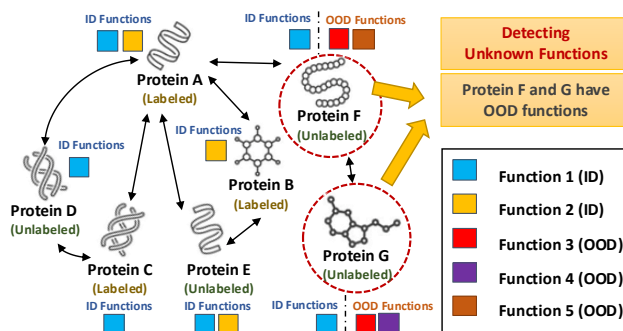 ID Functions
ID Functions
OOD Functions
Protein A
(Labeled)
Protein F
(Unlabeled)
ID Functions
ID Functions
Protein B
(Labeled)
Protein D
(Unlabeled)
Protein C
(Labeled)
Protein E
(Unlabeled)
Protein G
(Unlabeled)
ID Functions
ID Functions
ID Functions
OOD Functions
Detecting
Unknown Functions
Protein F and G have
OOD functions
Function 1 (ID)
Function 2 (ID)
Function 3 (OOD)
Function 4 (OOD)
Function 5 (OOD)